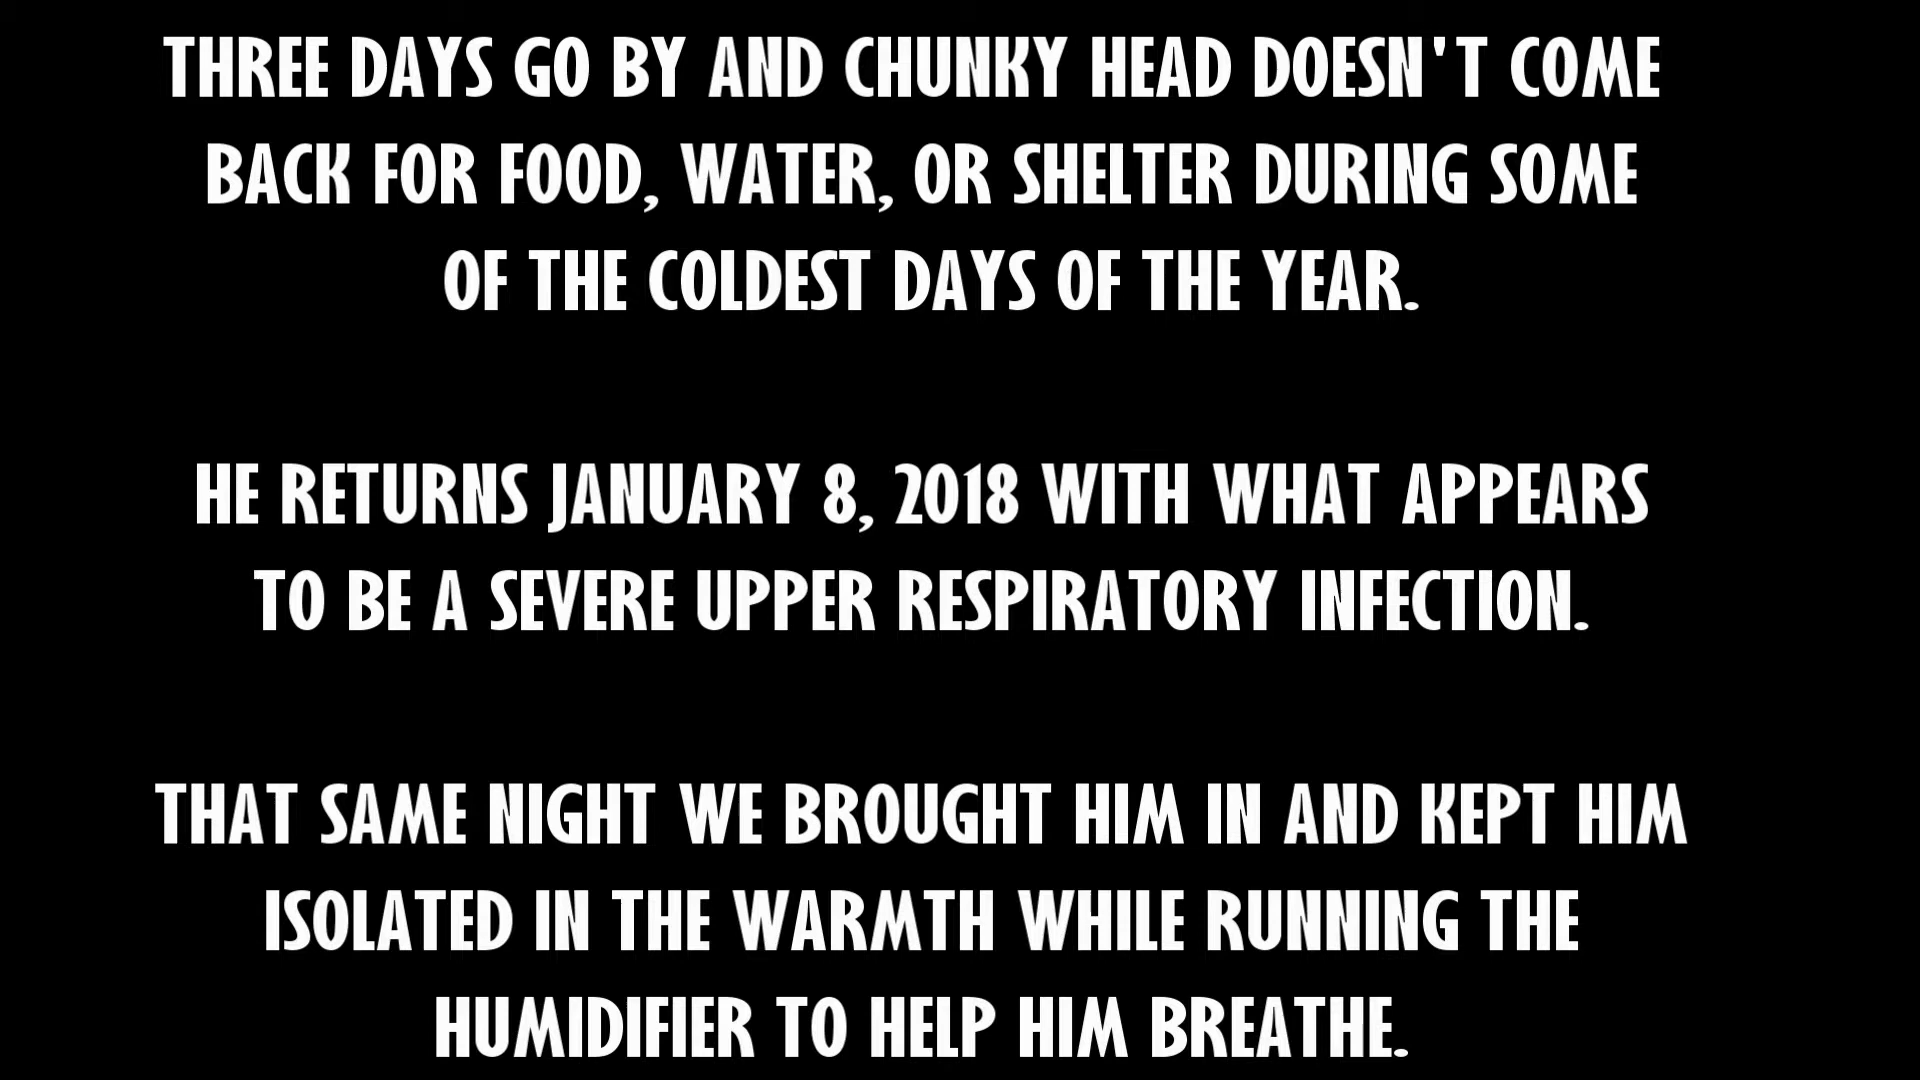 THREE DAYS GO BY AND CHUNKY HEAD DOESN'T COME
BACK FOR FOOD, WATER, OR SHELTER DURING SOME
OF THE COLDEST DAYS OF THE YEAR.
HE RETURNS JANUARY 8, 2018 WITH WHAT APPEARS
TO BE A SEVERE UPPER RESPIRATORY INFECTION.
THAT SAME NIGHT WE BROUGHT HIM IN AND KEPT HIM
ISOLATED IN THE WARMTH WHILE RUNNING THE
HUMIDIFIER TO HELP HIM BREATHE.